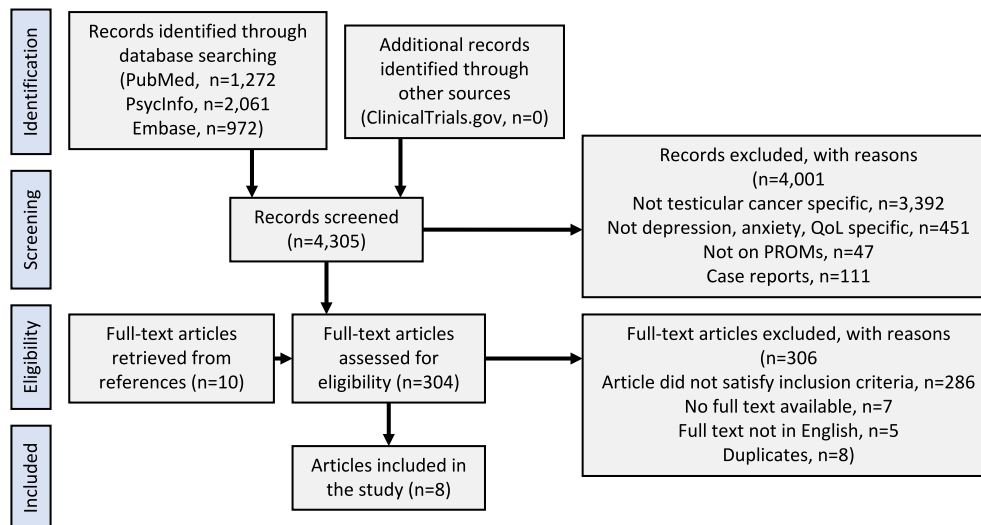 Identification
Records identified through
database searching
(PubMed, n=1,272
PsycInfo, n=2,061
Embase, n=972)
Additional records
identified through
other sources
(ClinicalTrials.gov, n=0)
Screening
Records screened
(n=4,305)
Records excluded, with reasons
(n=4,001
Not testicular cancer specific, n=3,392
Not depression, anxiety, QoL specific, n=451
Not on PROMs, n=47
Case reports, n=111
Eligibility
Full-text articles
retrieved from
references (n=10)
Full-text articles
assessed for
eligibility (n=304)
Full-text articles excluded, with reasons
(n=306
Article did not satisfy inclusion criteria, n=286
No full text available, n=7
Full text not in English, n=5
Duplicates, n=8)
Included
Articles included in
the study (n=8)